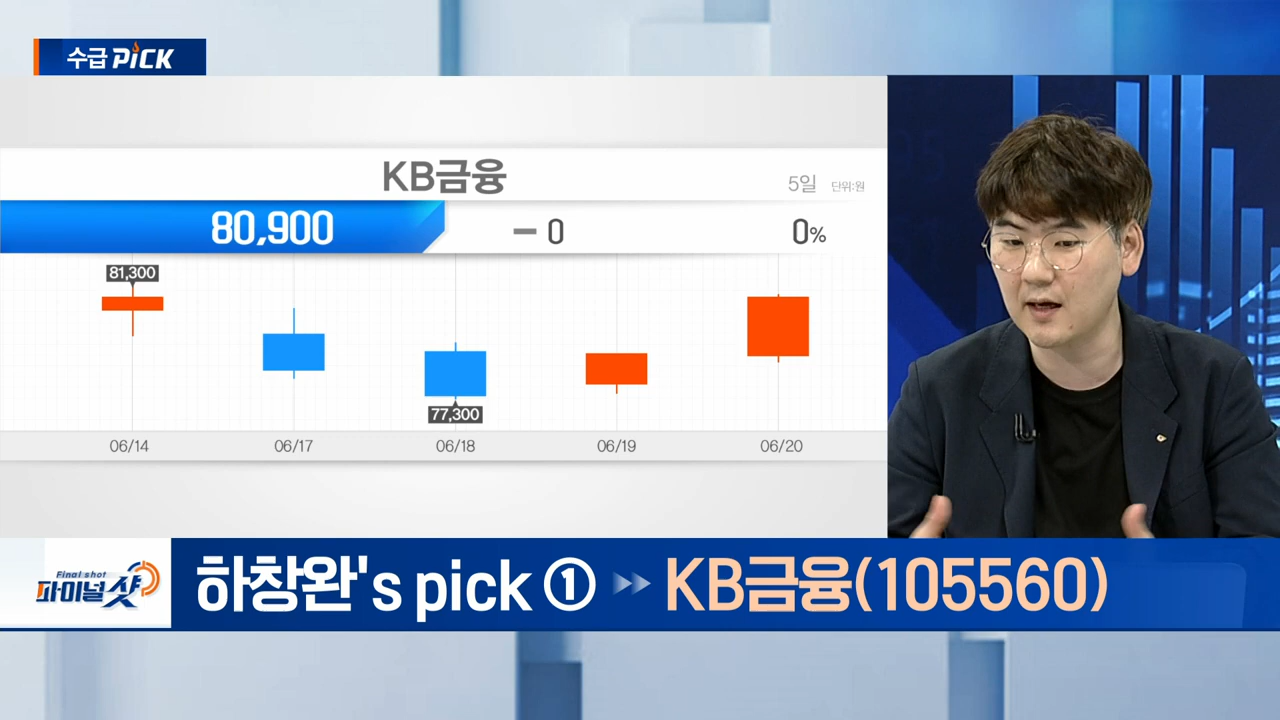 수급 PiCK
KB금융
5일 단위:원
80,900 0 0%
81,300
77,300
06/14 06/17 06/18 06/19 06/20
Final shot
파이널 샷
하창완's pick ① KB금융(105560)